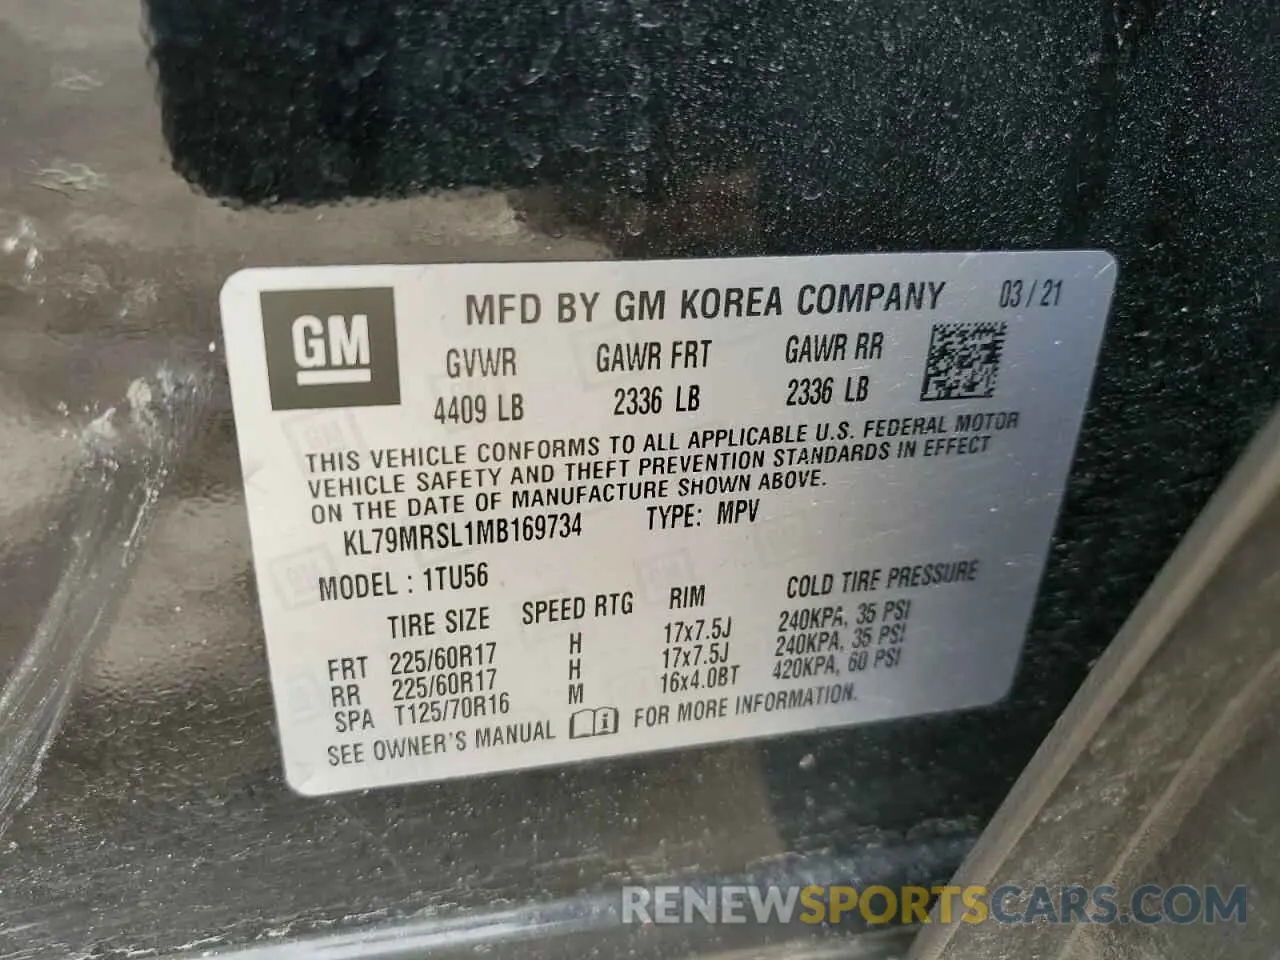 GM
MFD BY GM KOREA COMPANY 03/21
GVWR GAWR FRT GAWR RR
4409 LB 2336 LB 2336 LB
THIS VEHICLE CONFORMS TO ALL APPLICABLE U.S. FEDERAL MOTOR
VEHICLE SAFETY AND THEFT PREVENTION STANDARDS IN EFFECT
ON THE DATE OF MANUFACTURE SHOWN ABOVE.
KL79MRSL1MB169734 TYPE: MPV
MODEL : 1TU56
TIRE SIZE SPEED RTG RIM COLD TIRE PRESSURE
FRT 225/60R17 H 17x7.5J 240KPA, 35 PSI
RR 225/60R17 H 17x7.5J 240KPA, 35 PSI
SPA T125/70R16 M 16x4.0BT 420KPA, 60 PSI
SEE OWNER'S MANUAL i FOR MORE INFORMATION.
RENEWSPORTSCARS.COM